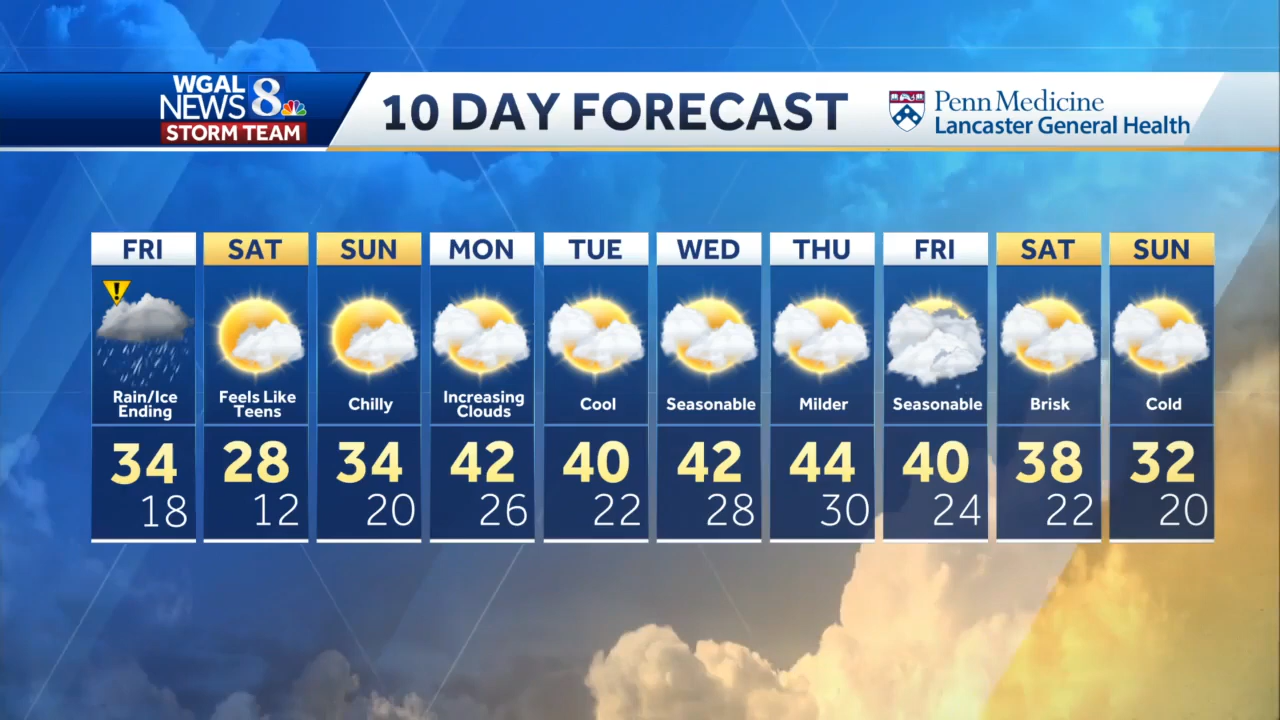 WGAL
NEWS 8
STORM TEAM
10 DAY FORECAST
Penn Medicine
Lancaster General Health
FRI SAT SUN MON TUE WED THU FRI SAT SUN
!
Rain/Ice Ending
Feels Like Teens
Chilly
Increasing Clouds
Cool
Seasonable
Milder
Seasonable
Brisk
Cold
34 28 34 42 40 42 44 40 38 32
18 12 20 26 22 28 30 24 22 20